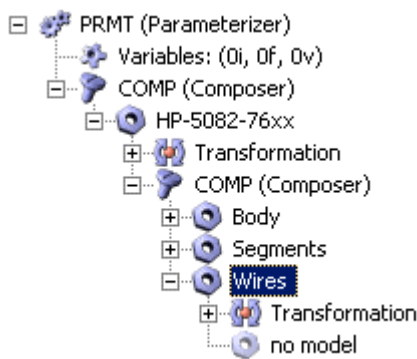 PRMT (Parameterizer)
Variables: (0i, 0f, 0v)
COMP (Composer)
HP-5082-76xx
Transformation
COMP (Composer)
Body
Segments
Wires
Transformation
no model